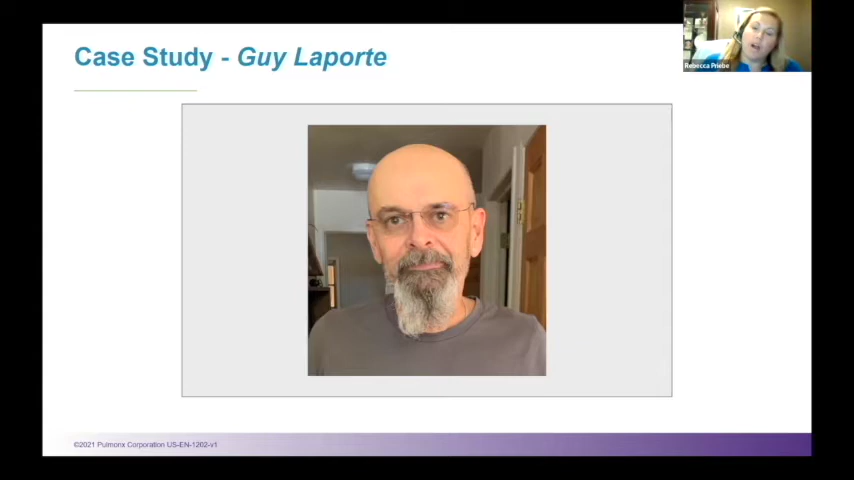 Case Study - Guy Laporte
Rebecca Priebe
©2021 Pulmonx Corporation US-EN-1202-v1